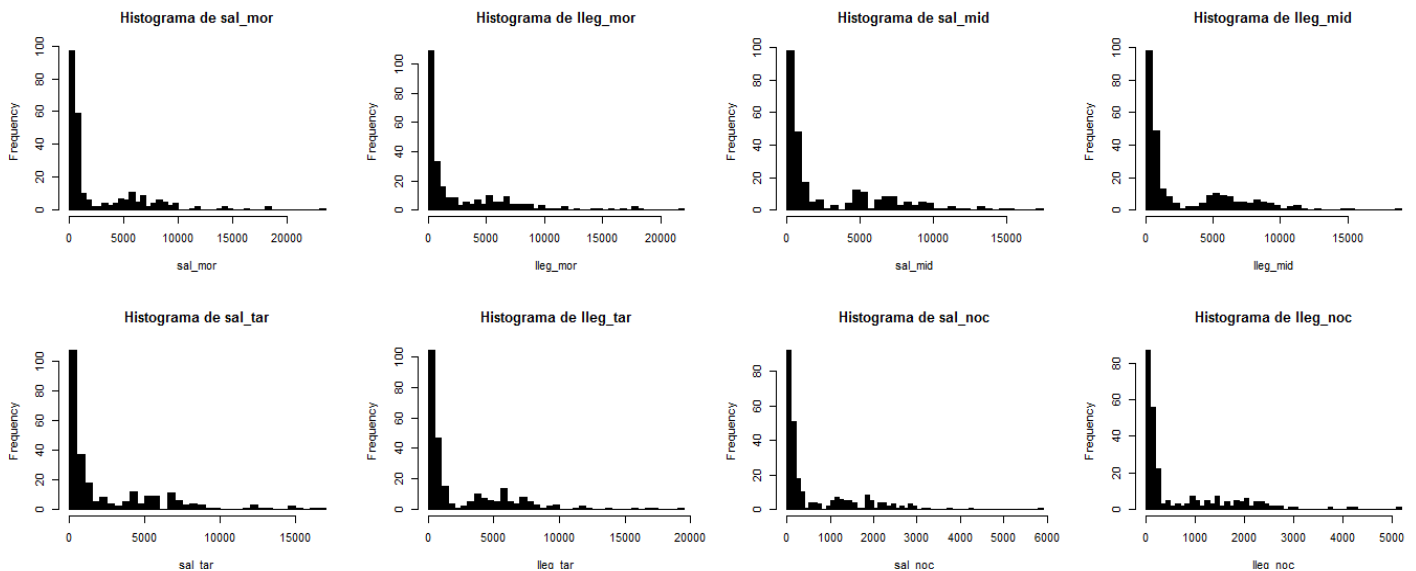 Histograma de sal_mor
Histograma de lleg_mor
Histograma de sal_mid
Histograma de lleg_mid
Frequency
0 20 40 60 80 100
0 5000 10000 15000 20000
sal_mor
Frequency
0 20 40 60 80 100
0 5000 10000 15000 20000
lleg_mor
Frequency
0 20 40 60 80 100
0 5000 10000 15000
sal_mid
Frequency
0 20 40 60 80 100
0 5000 10000 15000
lleg_mid
Histograma de sal_tar
Histograma de lleg_tar
Histograma de sal_noc
Histograma de lleg_noc
Frequency
0 20 40 60 80 100
0 5000 10000 15000
sal_tar
Frequency
0 20 40 60 80 100
0 5000 10000 15000
lleg_tar
Frequency
0 20 40 60 80
0 1000 2000 3000 4000 5000 6000
sal_noc
Frequency
0 20 40 60 80
0 1000 2000 3000 4000 5000
lleg_noc